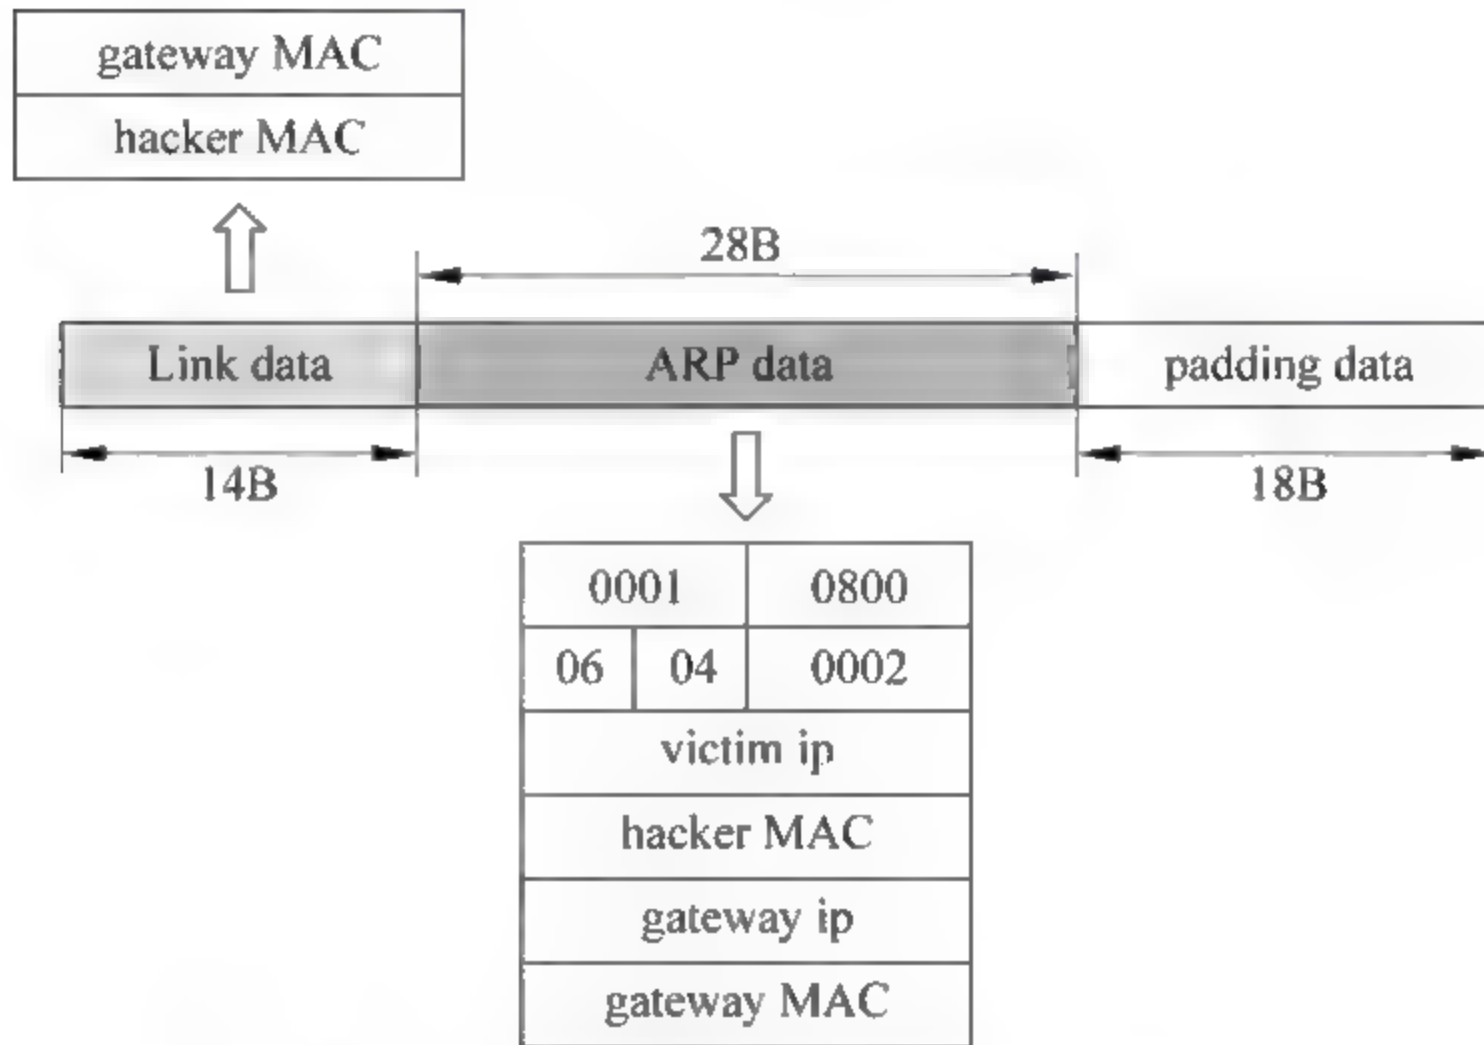 gateway MAC
hacker MAC
28B
Link data
ARP data
padding data
14B
18B
0001
0800
06
04
0002
victim ip
hacker MAC
gateway ip
gateway MAC